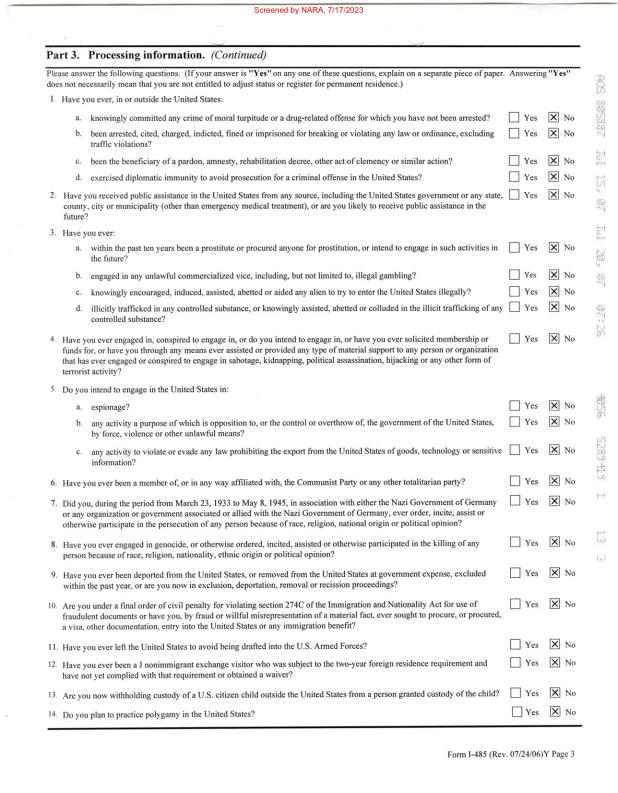 Screened by NARA, 7/17/2023
Part 3. Processing information. (Continued)
Please answer the following questions. (If your answer is "Yes" on any one of these questions, explain on a separate piece of paper. Answering "Yes"
does not necessarily mean that you are not entitled to adjust status or register for permanent residence.)
1. Have you ever, in or outside the United States:
a. knowingly committed any crime of moral turpitude or a drug-related offense for which you have not been arrested? Yes No
b. been arrested, cited, charged, indicted, fined or imprisoned for breaking or violating any law or ordinance, excluding Yes No
traffic violations?
c. been the beneficiary of a pardon, amnesty, rehabilitation decree, other act of clemency or similar action? Yes No
d. exercised diplomatic immunity to avoid prosecution for a criminal offense in the United States? Yes No
2. Have you received public assistance in the United States from any source, including the United States government or any state, Yes No
county, city or municipality (other than emergency medical treatment), or are you likely to receive public assistance in the
future?
3. Have you ever:
a. within the past ten years been a prostitute or procured anyone for prostitution, or intend to engage in such activities in Yes No
the future?
b. engaged in any unlawful commercialized vice, including, but not limited to, illegal gambling? Yes No
c. knowingly encouraged, induced, assisted, abetted or aided any alien to try to enter the United States illegally? Yes No
d. illicitly trafficked in any controlled substance, or knowingly assisted, abetted or colluded in the illicit trafficking of any Yes No
controlled substance?
4. Have you ever engaged in, conspired to engage in, or do you intend to engage in, or have you ever solicited membership or Yes No
funds for, or have you through any means ever assisted or provided any type of material support to any person or organization
that has ever engaged or conspired to engage in sabotage, kidnapping, political assassination, hijacking or any other form of
terrorist activity?
5. Do you intend to engage in the United States in:
a. espionage? Yes No
b. any activity a purpose of which is opposition to, or the control or overthrow of, the government of the United States, Yes No
by force, violence or other unlawful means?
c. any activity to violate or evade any law prohibiting the export from the United States of goods, technology or sensitive Yes No
information?
6. Have you ever been a member of, or in any way affiliated with, the Communist Party or any other totalitarian party? Yes No
7. Did you, during the period from March 23, 1933 to May 8, 1945, in association with either the Nazi Government of Germany Yes No
or any organization or government associated or allied with the Nazi Government of Germany, ever order, incite, assist or
otherwise participate in the persecution of any person because of race, religion, national origin or political opinion?
8. Have you ever engaged in genocide, or otherwise ordered, incited, assisted or otherwise participated in the killing of any Yes No
person because of race, religion, nationality, ethnic origin or political opinion?
9. Have you ever been deported from the United States, or removed from the United States at government expense, excluded Yes No
within the past year, or are you now in exclusion, deportation, removal or recission proceedings?
10. Are you under a final order of civil penalty for violating section 274C of the Immigration and Nationality Act for use of Yes No
fraudulent documents or have you, by fraud or willful misrepresentation of a material fact, ever sought to procure, or procured,
a visa, other documentation, entry into the United States or any immigration benefit?
11. Have you ever left the United States to avoid being drafted into the U.S. Armed Forces? Yes No
12. Have you ever been a J nonimmigrant exchange visitor who was subject to the two-year foreign residence requirement and Yes No
have not yet complied with that requirement or obtained a waiver?
13. Are you now withholding custody of a U.S. citizen child outside the United States from a person granted custody of the child? Yes No
14. Do you plan to practice polygamy in the United States? Yes No
Form I-485 (Rev. 07/24/06)Y Page 3